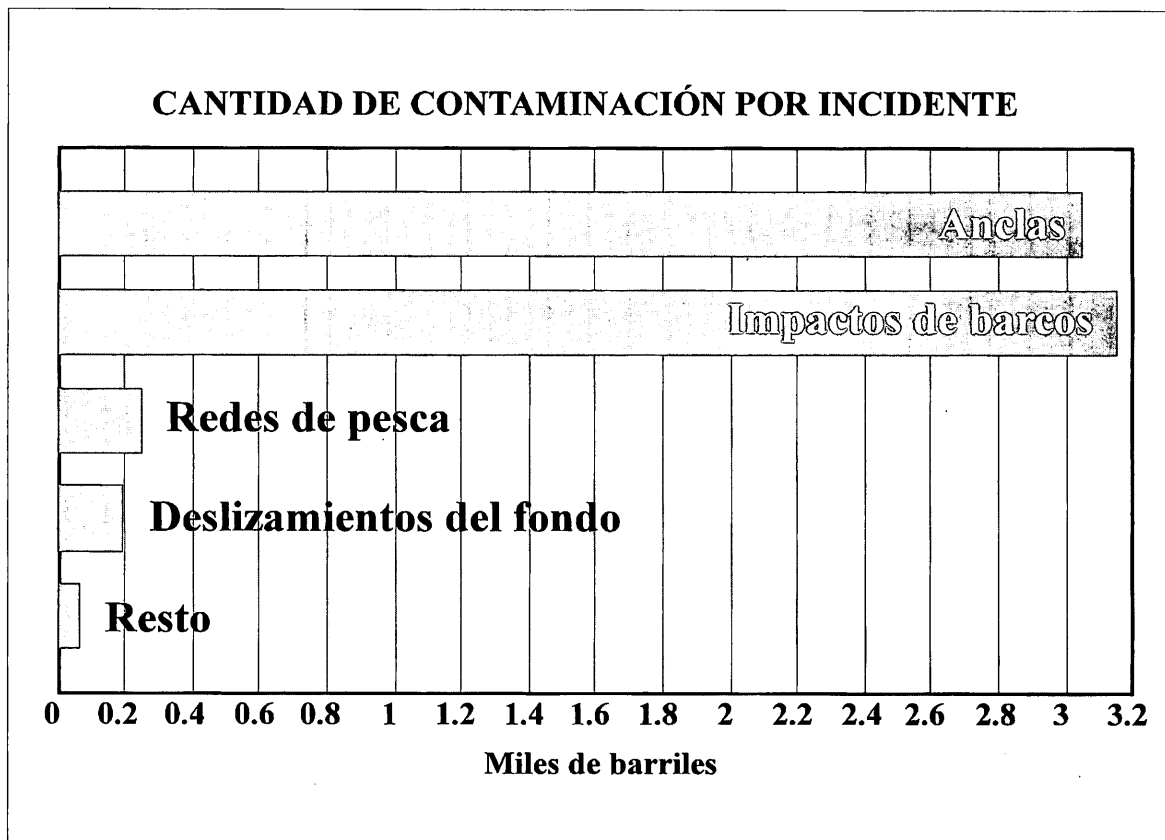 CANTIDAD DE CONTAMINACIÓN POR INCIDENTE
Anclas
Impactos de barcos
Redes de pesca
Deslizamientos del fondo
Resto
0 0.2 0.4 0.6 0.8 1 1.2 1.4 1.6 1.8 2 2.2 2.4 2.6 2.8 3 3.2
Miles de barriles